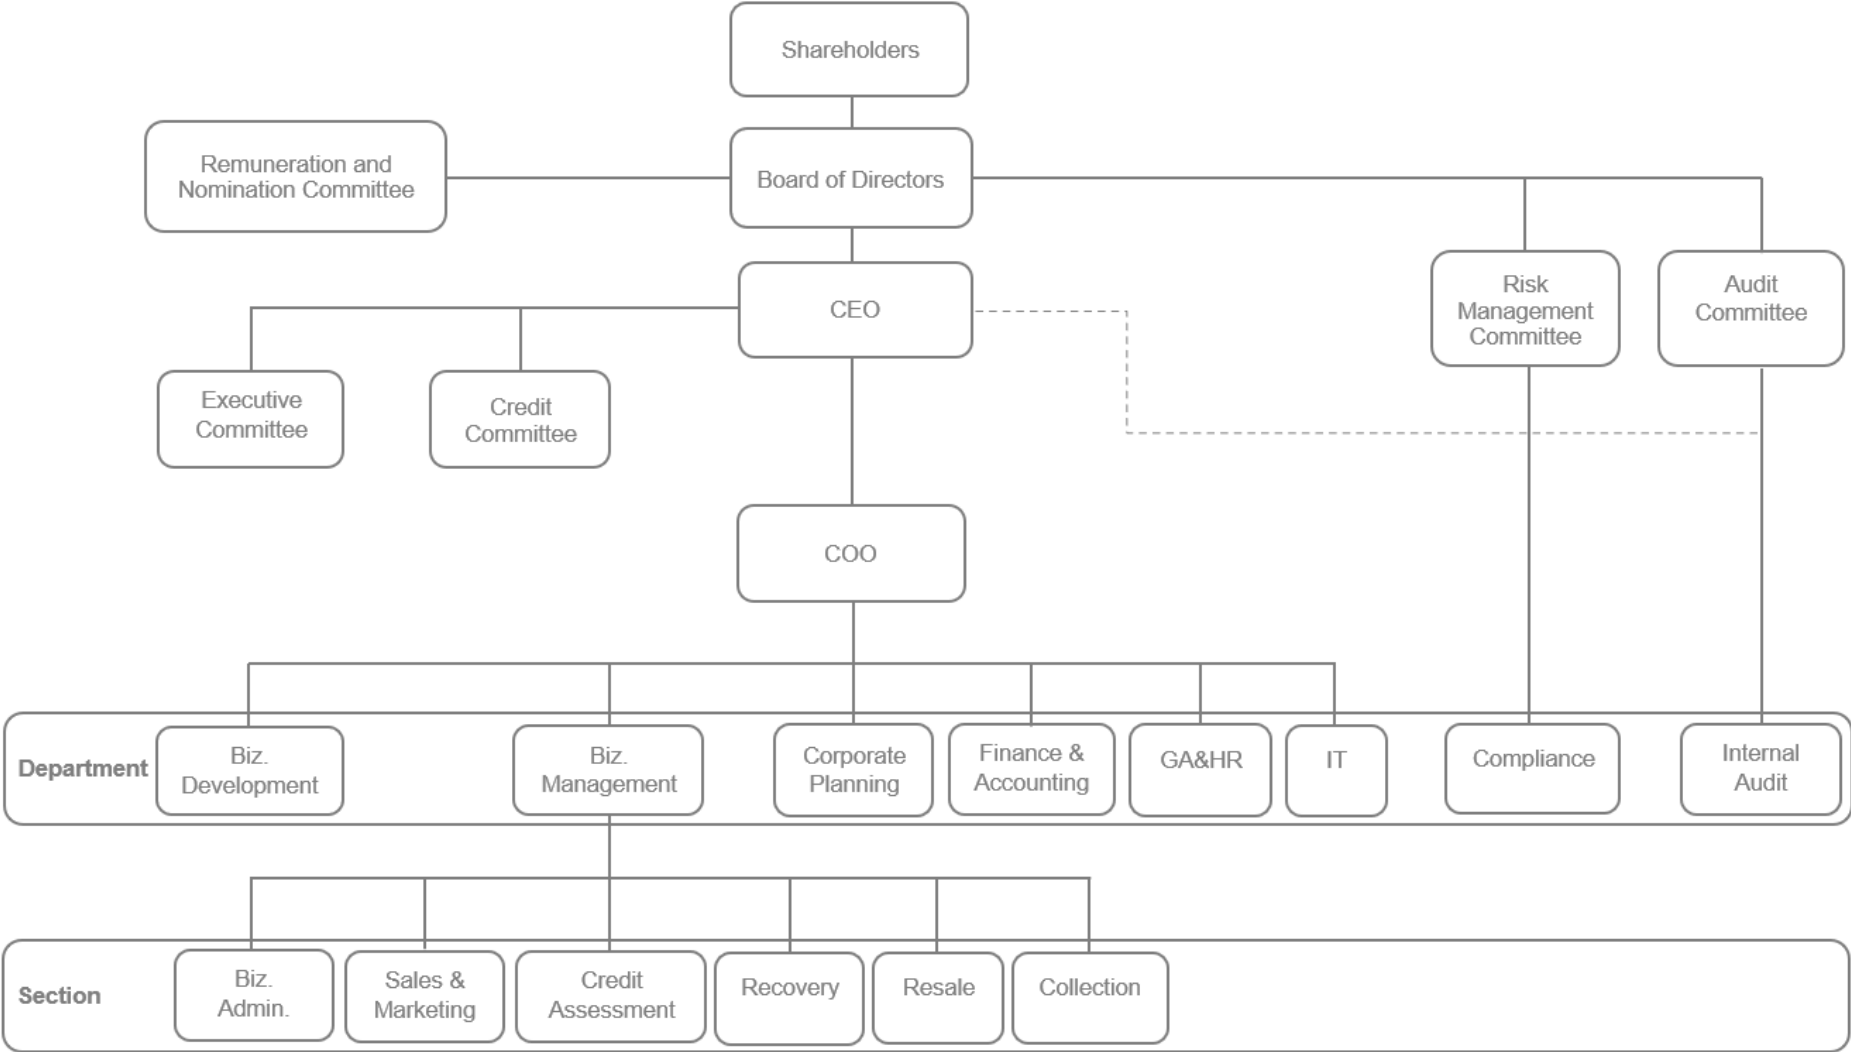 Shareholders
Remuneration and
Nomination Committee
Board of Directors
CEO
Risk
Management
Committee
Audit
Committee
Executive
Committee
Credit
Committee
COO
Department
Biz.
Development
Biz.
Management
Corporate
Planning
Finance &
Accounting
GA&HR
IT
Compliance
Internal
Audit
Section
Biz.
Admin.
Sales &
Marketing
Credit
Assessment
Recovery
Resale
Collection